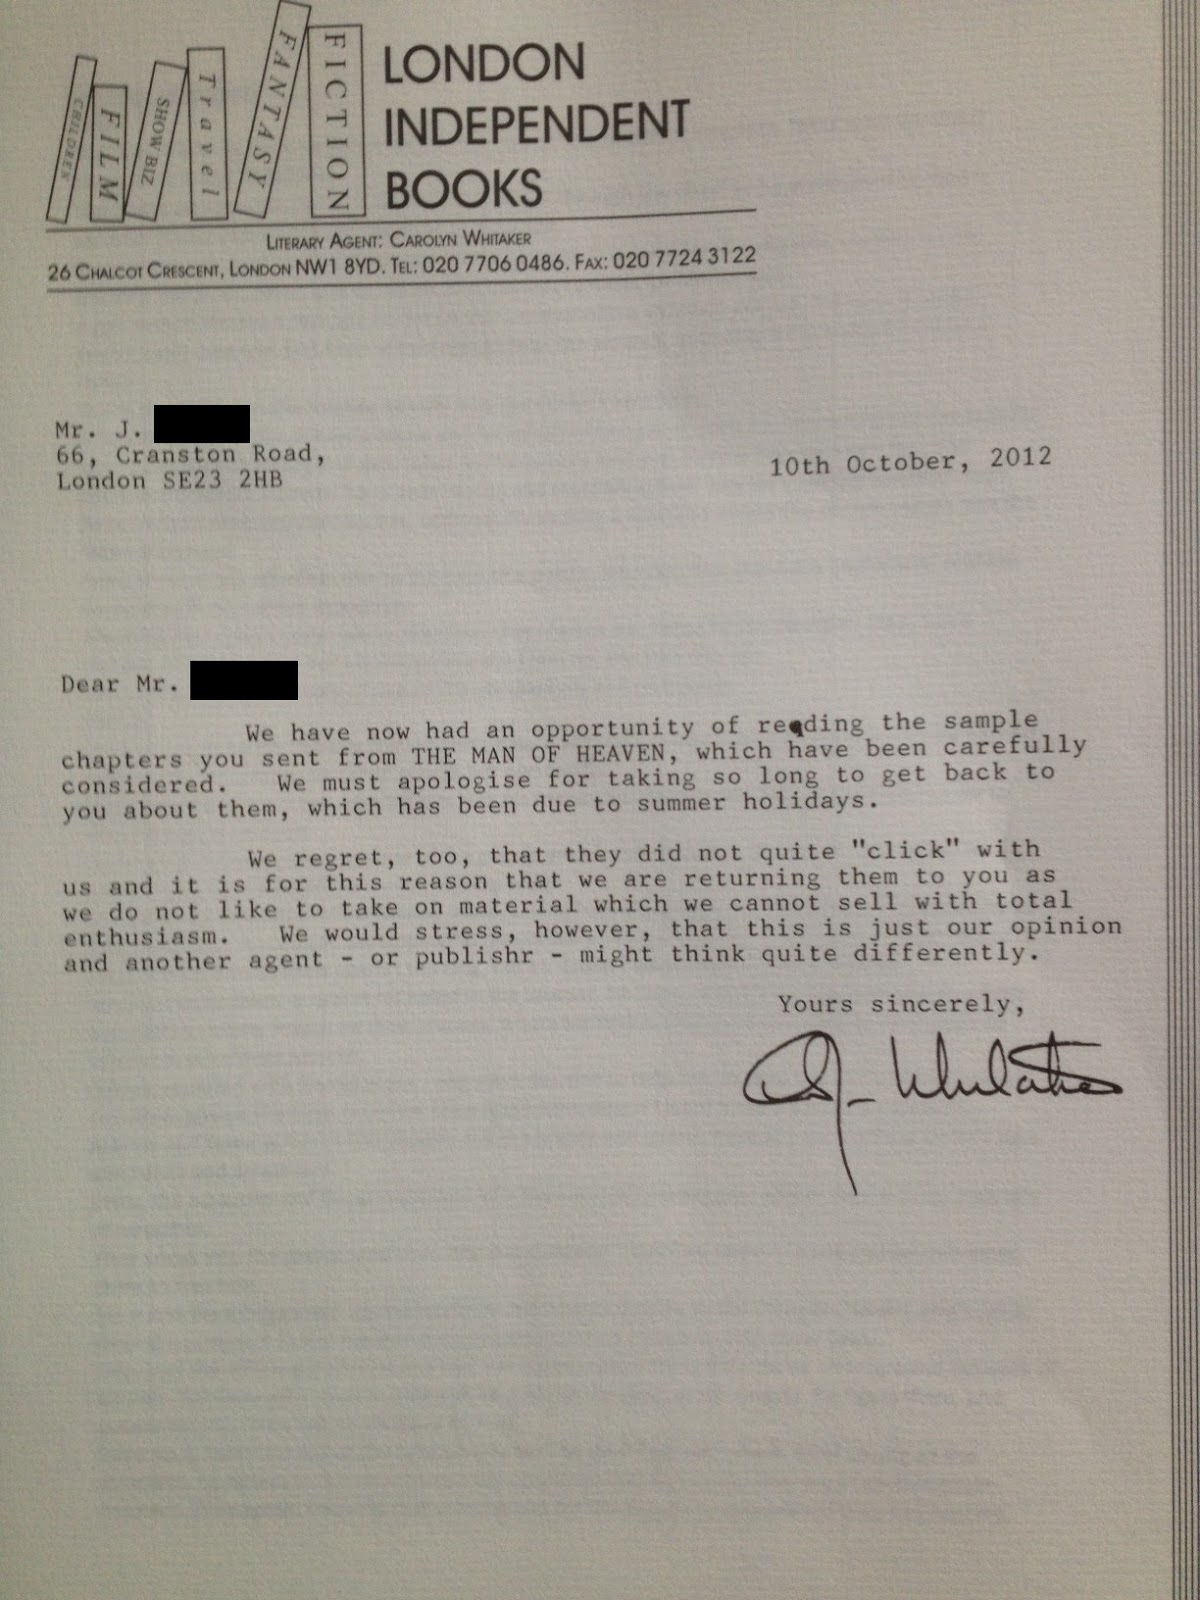 CHILDREN
FILM
SHOW BIZ
Travel
FANTASY
FICTION
LONDON
INDEPENDENT
BOOKS
LITERARY AGENT: CAROLYN WHITAKER
26 CHALCOT CRESCENT, LONDON NW1 8YD. TEL: 020 7706 0486. FAX: 020 7724 3122
Mr. J.
66, Cranston Road,
London SE23 2HB
10th October, 2012
Dear Mr.
We have now had an opportunity of reading the sample
chapters you sent from THE MAN OF HEAVEN, which have been carefully
considered. We must apologise for taking so long to get back to
you about them, which has been due to summer holidays.
We regret, too, that they did not quite "click" with
us and it is for this reason that we are returning them to you as
we do not like to take on material which we cannot sell with total
enthusiasm. We would stress, however, that this is just our opinion
and another agent - or publishr - might think quite differently.
Yours sincerely,
Whitaker